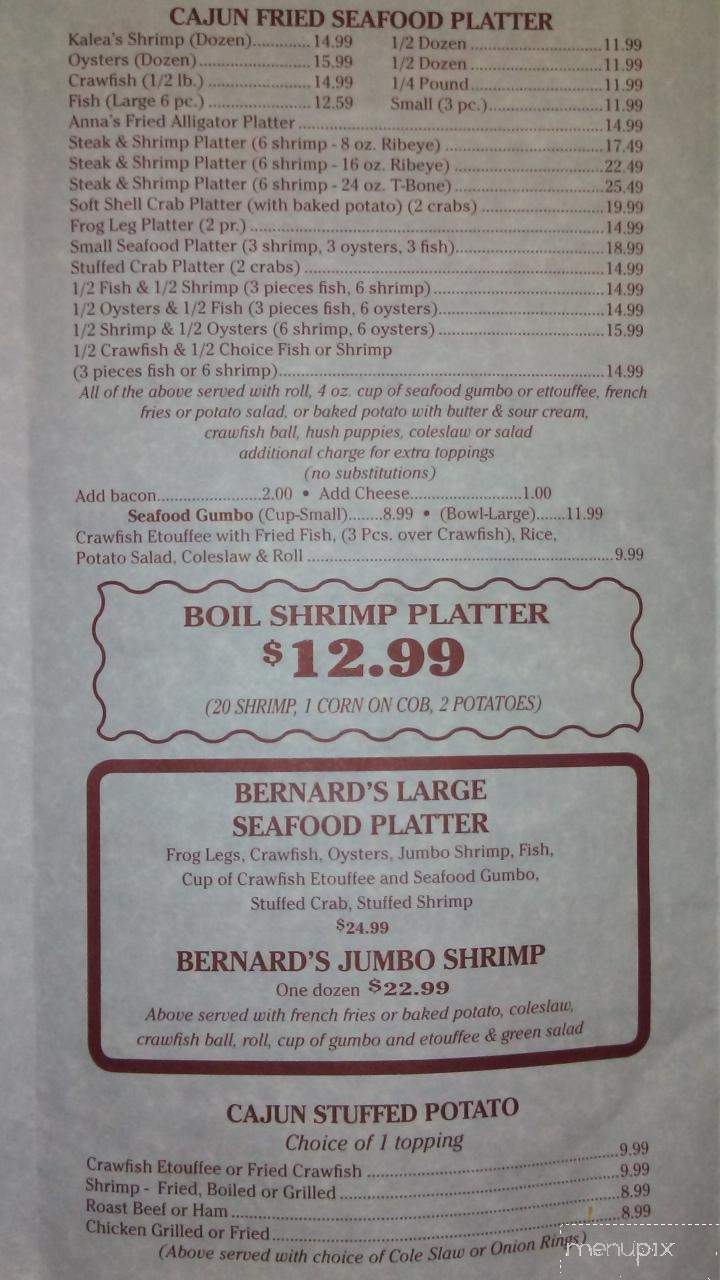 CAJUN FRIED SEAFOOD PLATTER
Kalea's Shrimp (Dozen)............14.99 1/2 Dozen ........................11.99
Oysters (Dozen).......................15.99 1/2 Dozen ........................11.99
Crawfish (1/2 lb.) ...................14.99 1/4 Pound........................11.99
Fish (Large 6 pc.) ...................12.59 Small (3 pc.).....................11.99
Anna's Fried Alligator Platter..........................................................14.99
Steak & Shrimp Platter (6 shrimp - 8 oz. Ribeye) ..............................17.49
Steak & Shrimp Platter (6 shrimp - 16 oz. Ribeye) ............................22.49
Steak & Shrimp Platter (6 shrimp - 24 oz. T-Bone)............................25.49
Soft Shell Crab Platter (with baked potato) (2 crabs) .......................19.99
Frog Leg Platter (2 pr.) ......................................................................14.99
Small Seafood Platter (3 shrimp, 3 oysters, 3 fish)............................18.99
Stuffed Crab Platter (2 crabs) ..........................................................14.99
1/2 Fish & 1/2 Shrimp (3 pieces fish, 6 shrimp)................................14.99
1/2 Oysters & 1/2 Fish (3 pieces fish, 6 oysters)...............................14.99
1/2 Shrimp & 1/2 Oysters (6 shrimp, 6 oysters) ...............................15.99
1/2 Crawfish & 1/2 Choice Fish or Shrimp
(3 pieces fish or 6 shrimp)................................................................14.99
All of the above served with roll, 4 oz. cup of seafood gumbo or ettouffee, french
fries or potato salad, or baked potato with butter & sour cream,
crawfish ball, hush puppies, coleslaw or salad
additional charge for extra toppings
(no substitutions)
Add bacon.......................2.00 • Add Cheese.........................1.00
Seafood Gumbo (Cup-Small).......8.99 • (Bowl-Large)......11.99
Crawfish Etouffee with Fried Fish, (3 Pcs. over Crawfish), Rice,
Potato Salad, Coleslaw & Roll ............................................................9.99
BOIL SHRIMP PLATTER
$12.99
(20 SHRIMP, 1 CORN ON COB, 2 POTATOES)
BERNARD'S LARGE
SEAFOOD PLATTER
Frog Legs, Crawfish, Oysters, Jumbo Shrimp, Fish,
Cup of Crawfish Etouffee and Seafood Gumbo,
Stuffed Crab, Stuffed Shrimp
$24.99
BERNARD'S JUMBO SHRIMP
One dozen $22.99
Above served with french fries or baked potato, coleslaw,
crawfish ball, roll, cup of gumbo and etouffee & green salad
CAJUN STUFFED POTATO
Choice of 1 topping
Crawfish Etouffee or Fried Crawfish ................................................9.99
Shrimp - Fried, Boiled or Grilled......................................................9.99
Roast Beef or Ham..........................................................................8.99
Chicken Grilled or Fried...................................................................8.99
(Above served with choice of Cole Slaw or Onion Rings)
menupix